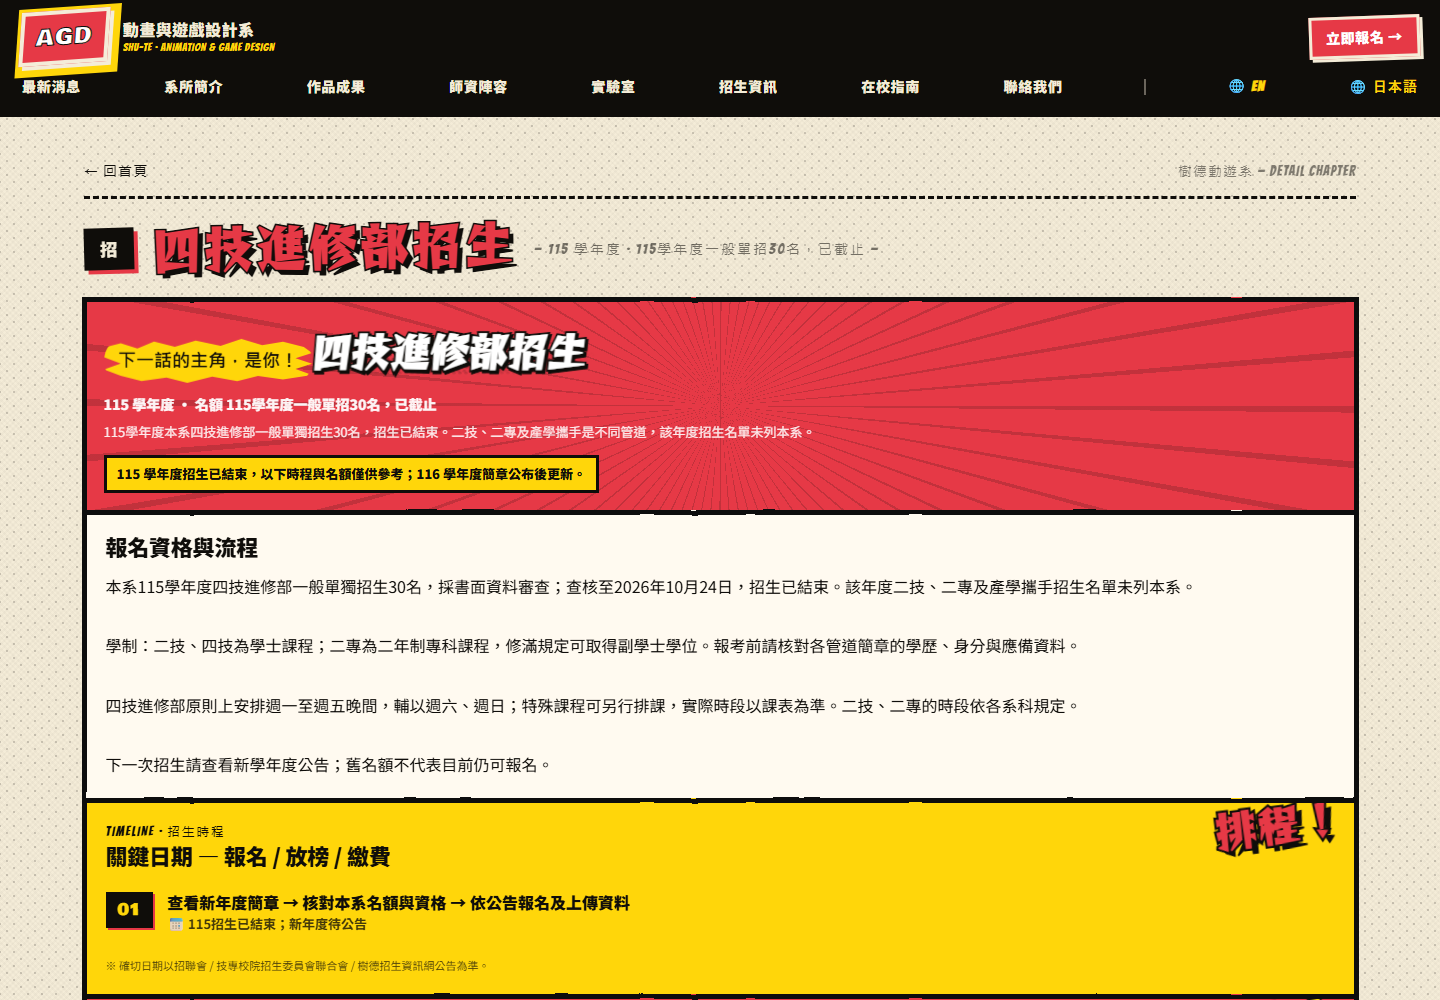 AGD
動畫與遊戲設計系
SHU-TE · ANIMATION & GAME DESIGN
立即報名 →
最新消息 系所簡介 作品成果 師資陣容 實驗室 招生資訊 在校指南 聯絡我們 | 🌐 EN 🌐 日本語
← 回首頁
樹德動遊系 — DETAIL CHAPTER
招
四技進修部招生
— 115 學年度 · 115學年度一般單招30名，已截止 —
下一話的主角 · 是你！
四技進修部招生
115 學年度 · 名額 115學年度一般單招30名，已截止
115學年度本系四技進修部一般單獨招生30名，招生已結束。二技、二專及產學攜手是不同管道，該年度招生名單未列本系。
115 學年度招生已結束，以下時程與名額僅供參考；116 學年度簡章公布後更新。
報名資格與流程
本系115學年度四技進修部一般單獨招生30名，採書面資料審查；查核至2026年10月24日，招生已結束。該年度二技、二專及產學攜手招生名單未列本系。
學制：二技、四技為學士課程；二專為二年制專科課程，修滿規定可取得副學士學位。報考前請核對各管道簡章的學歷、身分與應備資料。
四技進修部原則上安排週一至週五晚間，輔以週六、週日；特殊課程可另行排課，實際時段以課表為準。二技、二專的時段依各系科規定。
下一次招生請查看新學年度公告；舊名額不代表目前仍可報名。
排程！
TIMELINE · 招生時程
關鍵日期 — 報名 / 放榜 / 繳費
01
查看新年度簡章 → 核對本系名額與資格 → 依公告報名及上傳資料
115招生已結束；新年度待公告
※ 確切日期以招聯會 / 技專校院招生委員會聯合會 / 樹德招生資訊網公告為準。